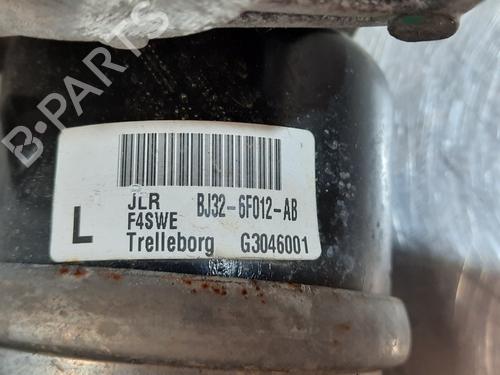 B-PARTS
JLR BJ32-6F012-AB
F4SWE
L
Trelleborg G3046001